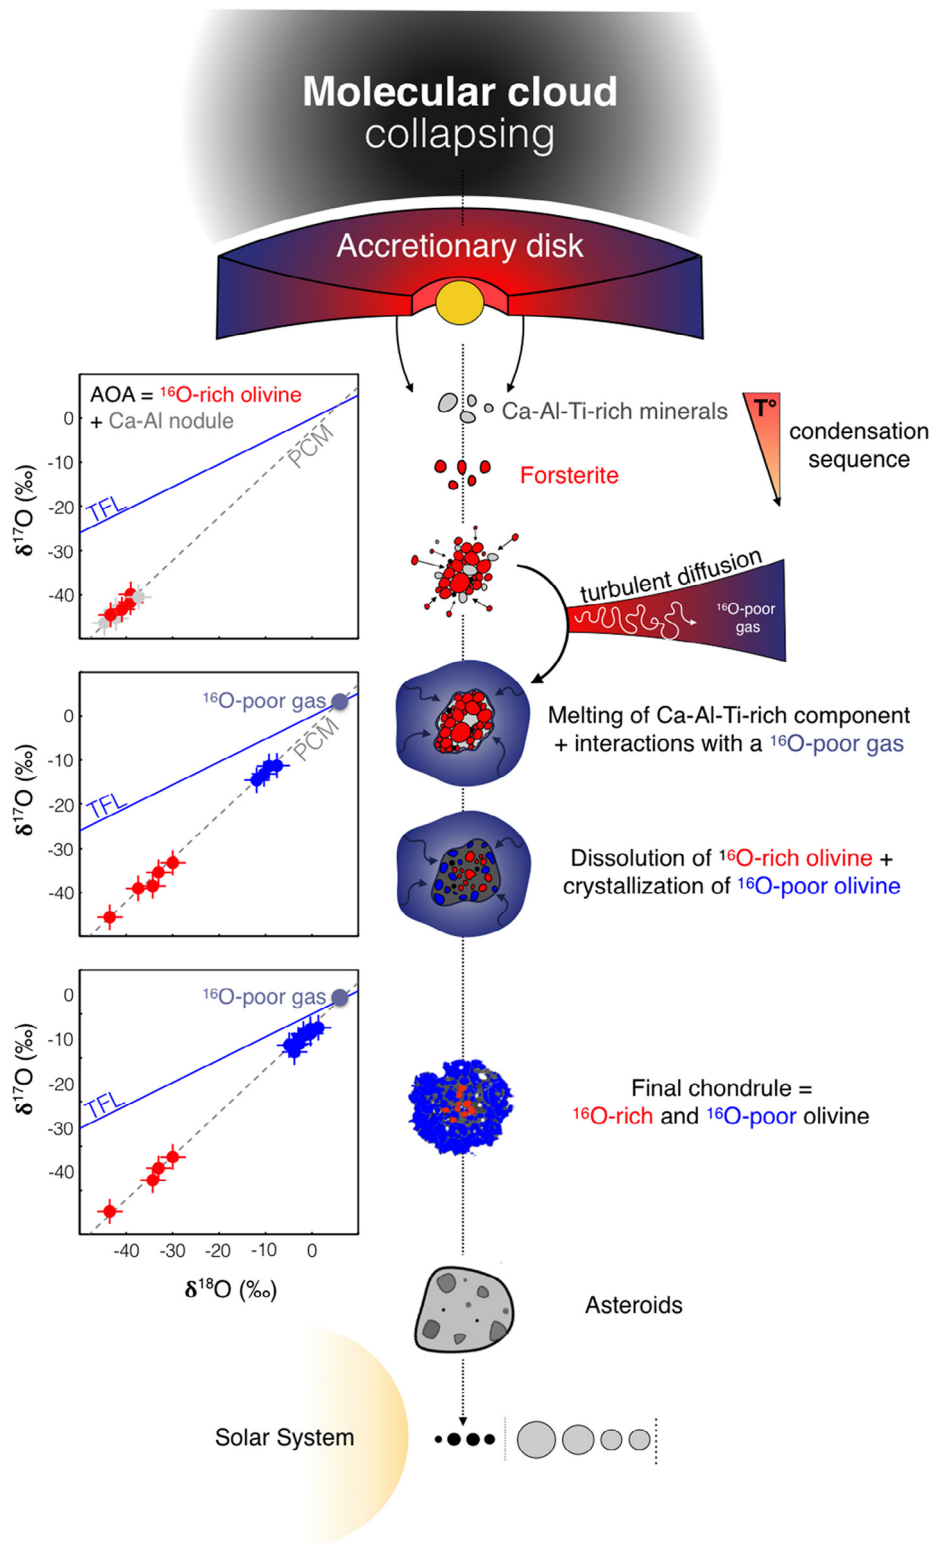 Molecular cloud
collapsing
Accretionary disk
AOA = ¹⁶O-rich olivine
+ Ca-Al nodule
PCM
TFL
0
-10
-20
-30
-40
δ¹⁷O (‰)
Ca-Al-Ti-rich minerals
T°
condensation
sequence
Forsterite
turbulent diffusion
¹⁶O-poor
gas
¹⁶O-poor gas
PCM
TFL
0
-10
-20
-30
-40
δ¹⁷O (‰)
Melting of Ca-Al-Ti-rich component
+ interactions with a ¹⁶O-poor gas
Dissolution of ¹⁶O-rich olivine +
crystallization of ¹⁶O-poor olivine
¹⁶O-poor gas
TFL
0
-10
-20
-30
-40
δ¹⁷O (‰)
-40 -30 -20 -10 0
δ¹⁸O (‰)
Final chondrule =
¹⁶O-rich and ¹⁶O-poor olivine
Asteroids
Solar System